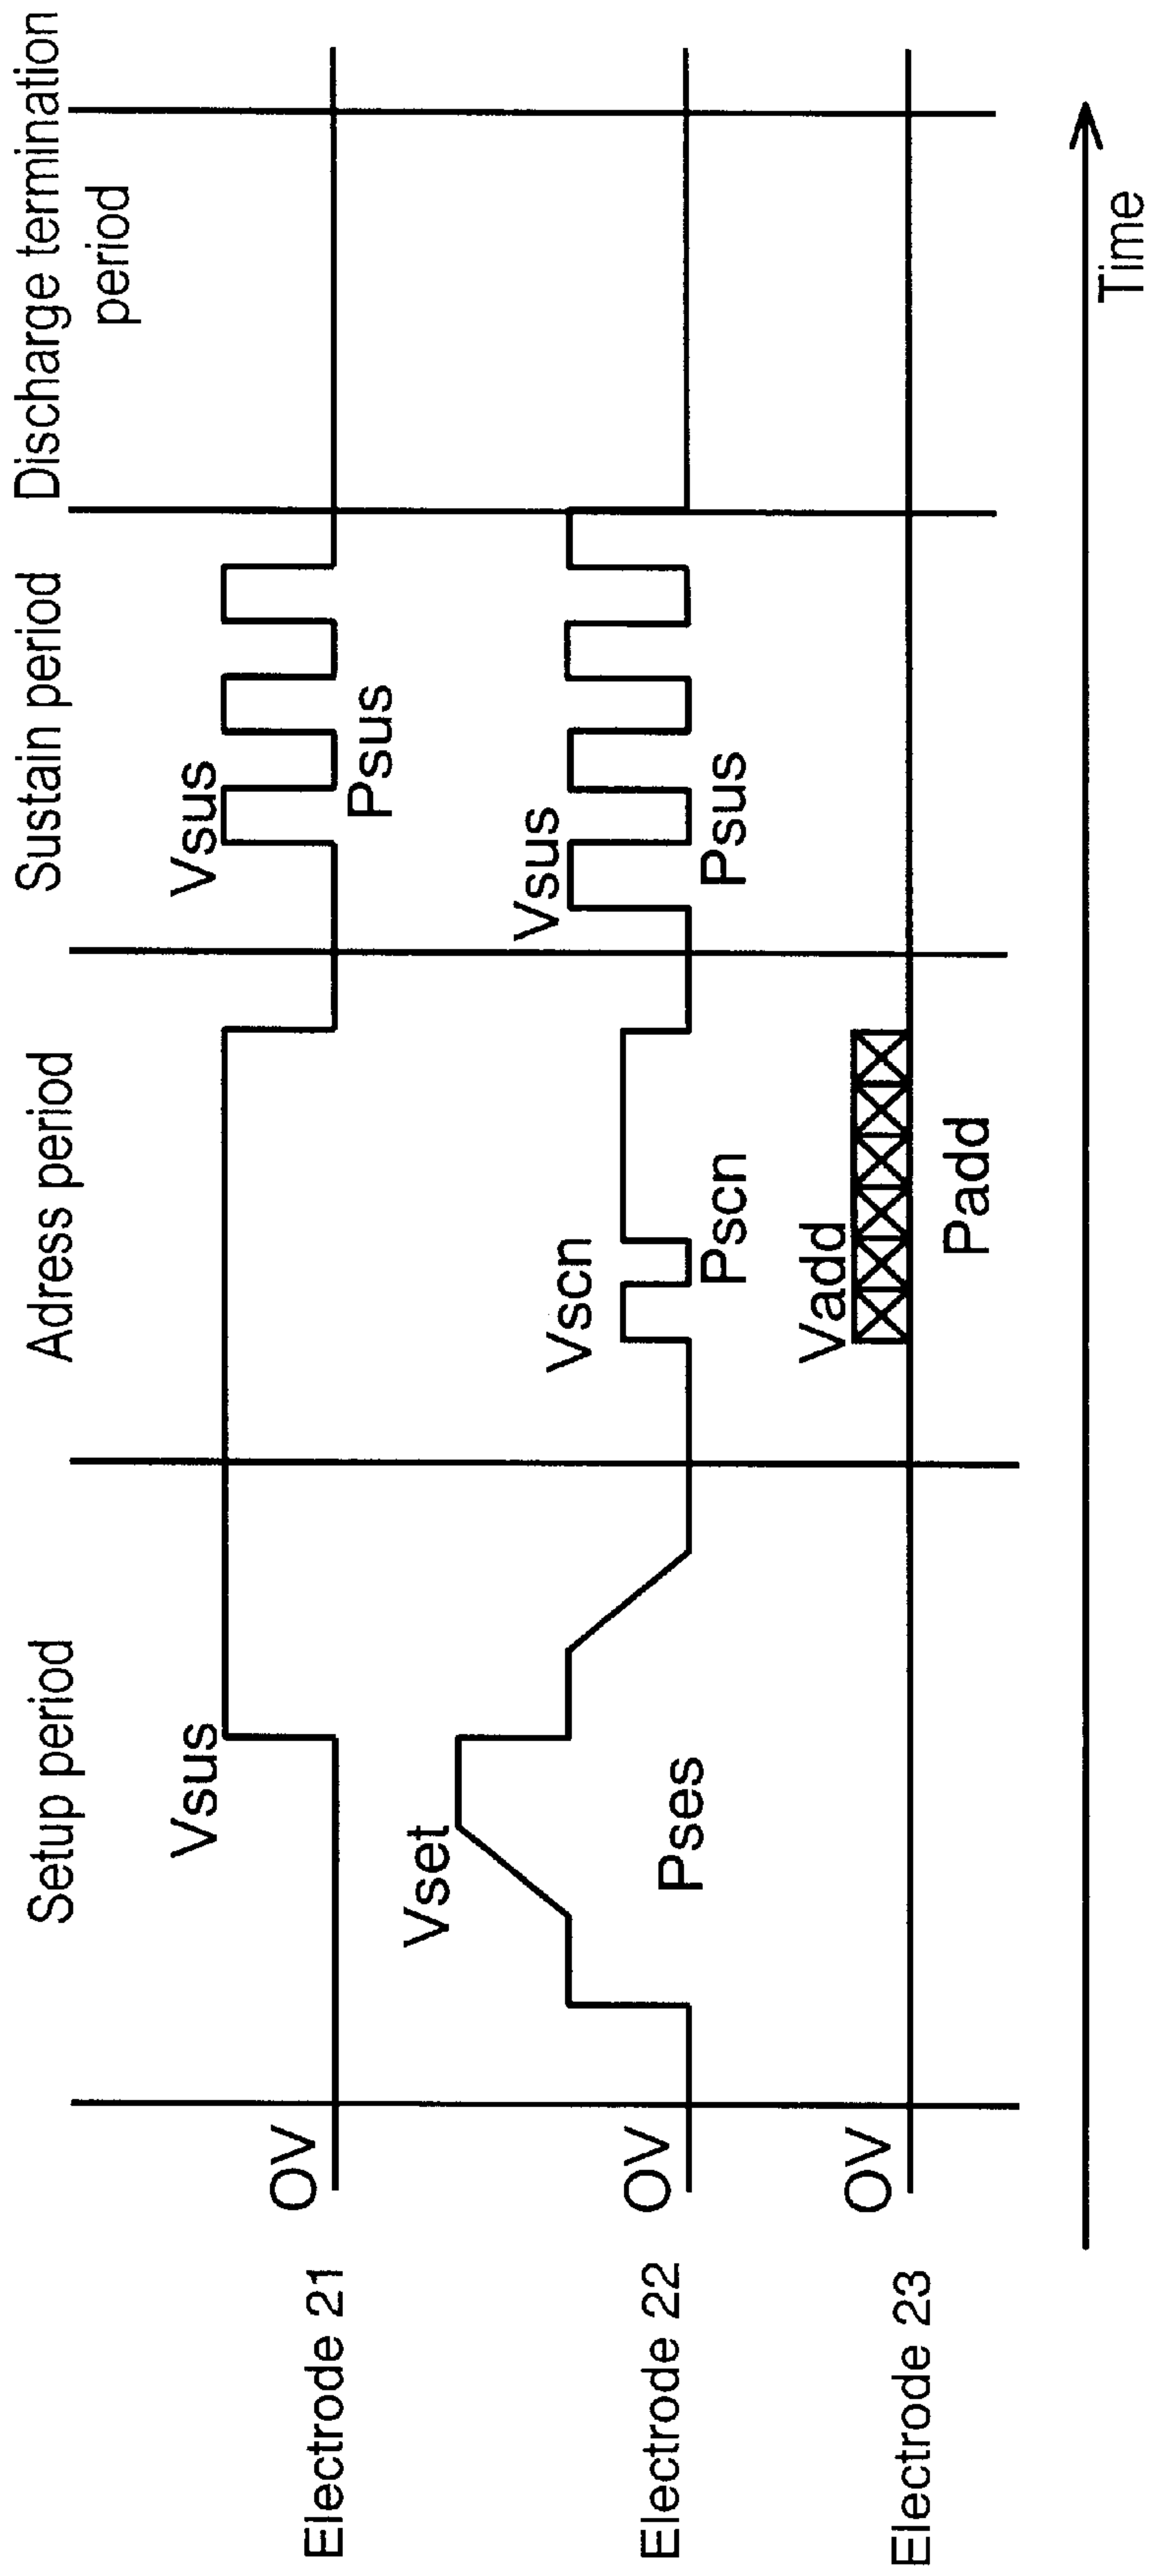 Setup period
Adress period
Sustain period
Discharge termination
period
Electrode 21
OV
Vsus
Vsus
Psus
Electrode 22
OV
Vset
Pses
Vscn
Pscn
Vsus
Psus
Electrode 23
OV
Vadd
Padd
Time